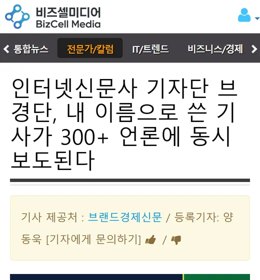 비즈셀미디어
BizCell Media
통합뉴스 전문가/칼럼 IT/트렌드 비즈니스/경제
인터넷신문사 기자단 브
경단, 내 이름으로 쓴 기
사가 300+ 언론에 동시
보도된다
기사 제공처 : 브랜드경제신문 / 등록기자: 양
동욱 [기자에게 문의하기] /